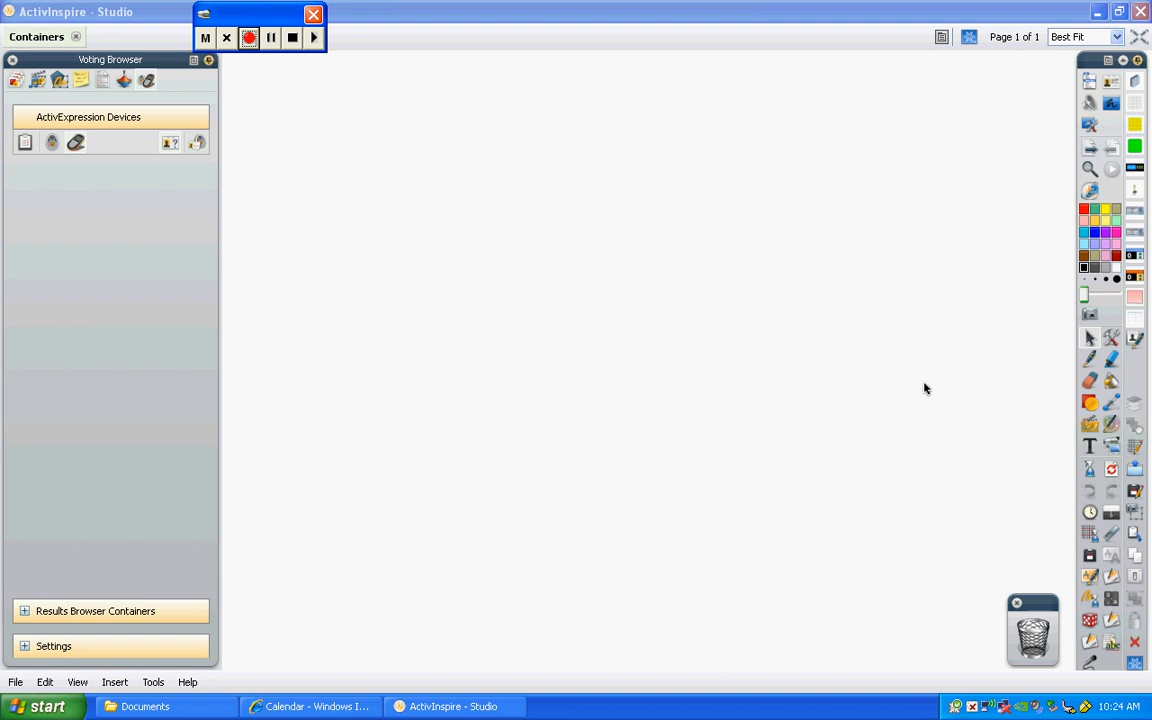 ActivInspire - Studio
M
Containers
Page 1 of 1
Best Fit
Voting Browser
ActivExpression Devices
Results Browser Containers
Settings
File Edit View Insert Tools Help
start
Documents
Calendar - Windows I...
ActivInspire - Studio
10:24 AM